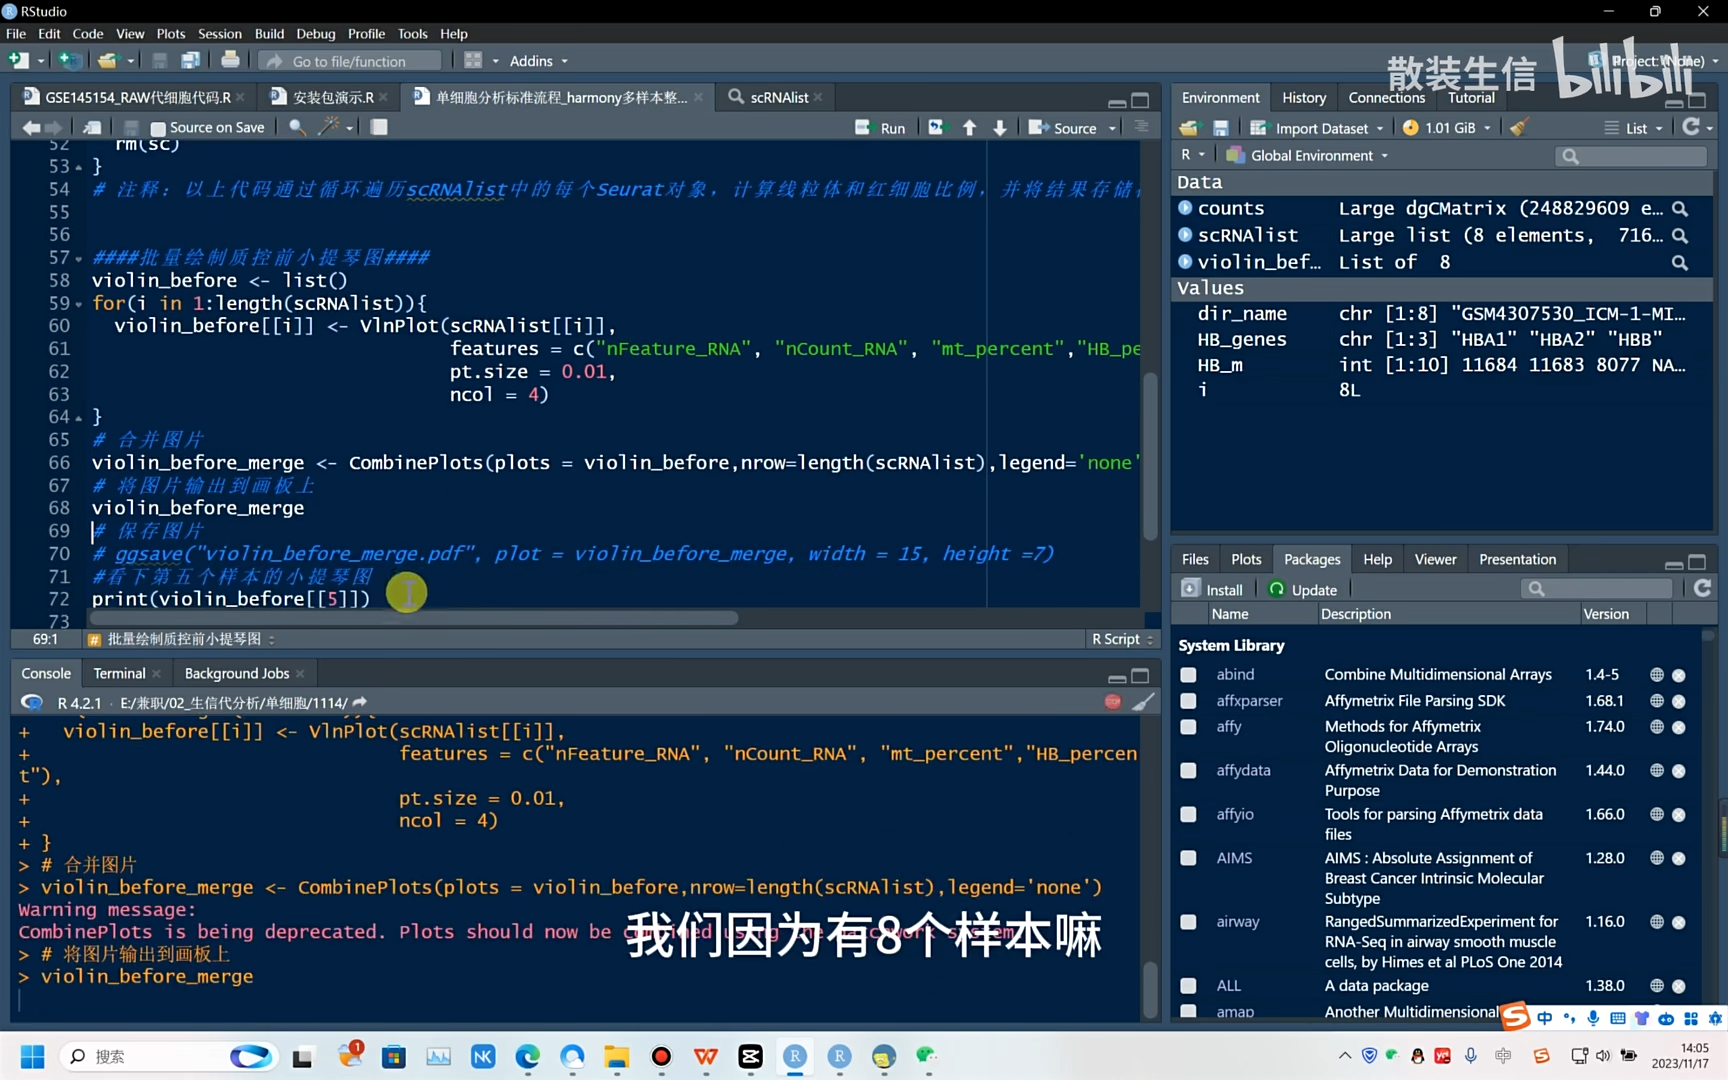 RStudio
File Edit Code View Plots Session Build Debug Profile Tools Help
Go to file/function Addins
Project: (None)
散装生信 bilibili
GSE145154_RAW代细胞代码.R 安装包演示.R 单细胞分析标准流程_harmony多样本整... scRNAlist
Source on Save Run Source
52 rm(sc)
53 }
54 # 注释：以上代码通过循环遍历scRNAlist中的每个Seurat对象，计算线粒体和红细胞比例，并将结果存储
55
56
57 ####批量绘制质控前小提琴图####
58 violin_before <- list()
59 for(i in 1:length(scRNAlist)){
60 violin_before[[i]] <- VlnPlot(scRNAlist[[i]],
61 features = c("nFeature_RNA", "nCount_RNA", "mt_percent","HB_pe
62 pt.size = 0.01,
63 ncol = 4)
64 }
65 # 合并图片
66 violin_before_merge <- CombinePlots(plots = violin_before,nrow=length(scRNAlist),legend='none'
67 # 将图片输出到画板上
68 violin_before_merge
69 # 保存图片
70 # ggsave("violin_before_merge.pdf", plot = violin_before_merge, width = 15, height =7)
71 #看下第五个样本的小提琴图
72 print(violin_before[[5]])
73
69:1 批量绘制质控前小提琴图 R Script
Console Terminal Background Jobs
R 4.2.1 · E:/兼职/02_生信代分析/单细胞/1114/
+ violin_before[[i]] <- VlnPlot(scRNAlist[[i]],
+ features = c("nFeature_RNA", "nCount_RNA", "mt_percent","HB_percen
t"),
+ pt.size = 0.01,
+ ncol = 4)
+ }
> # 合并图片
> violin_before_merge <- CombinePlots(plots = violin_before,nrow=length(scRNAlist),legend='none')
Warning message:
CombinePlots is being deprecated. Plots should now be
> # 将图片输出到画板上
> violin_before_merge
我们因为有8个样本嘛
Environment History Connections Tutorial
Import Dataset 1.01 GiB List
R Global Environment
Data
counts Large dgCMatrix (248829609 e...
scRNAlist Large list (8 elements, 716...
violin_bef... List of 8
Values
dir_name chr [1:8] "GSM4307530_ICM-1-MI...
HB_genes chr [1:3] "HBA1" "HBA2" "HBB"
HB_m int [1:10] 11684 11683 8077 NA...
i 8L
Files Plots Packages Help Viewer Presentation
Install Update
Name Description Version
System Library
abind Combine Multidimensional Arrays 1.4-5
affxparser Affymetrix File Parsing SDK 1.68.1
affy Methods for Affymetrix 1.74.0
Oligonucleotide Arrays
affydata Affymetrix Data for Demonstration 1.44.0
Purpose
affyio Tools for parsing Affymetrix data 1.66.0
files
AIMS AIMS : Absolute Assignment of 1.28.0
Breast Cancer Intrinsic Molecular
Subtype
airway RangedSummarizedExperiment for 1.16.0
RNA-Seq in airway smooth muscle
cells, by Himes et al PLoS One 2014
ALL A data package 1.38.0
amap Another Multidimensional
中
搜索
1
NK
中
14:05
2023/11/17